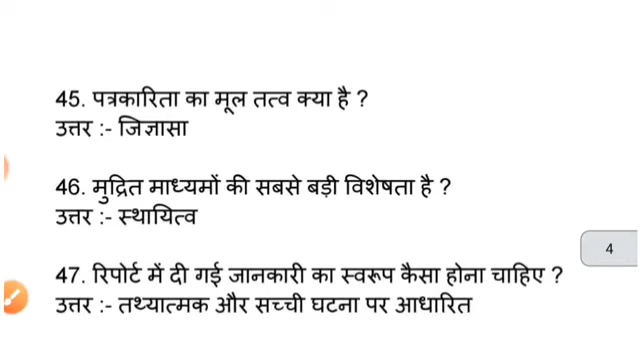 45. पत्रकारिता का मूल तत्व क्या है ?
उत्तर :- जिज्ञासा
46. मुद्रित माध्यमों की सबसे बड़ी विशेषता है ?
उत्तर :- स्थायित्व
4
47. रिपोर्ट में दी गई जानकारी का स्वरूप कैसा होना चाहिए ?
उत्तर :- तथ्यात्मक और सच्ची घटना पर आधारित